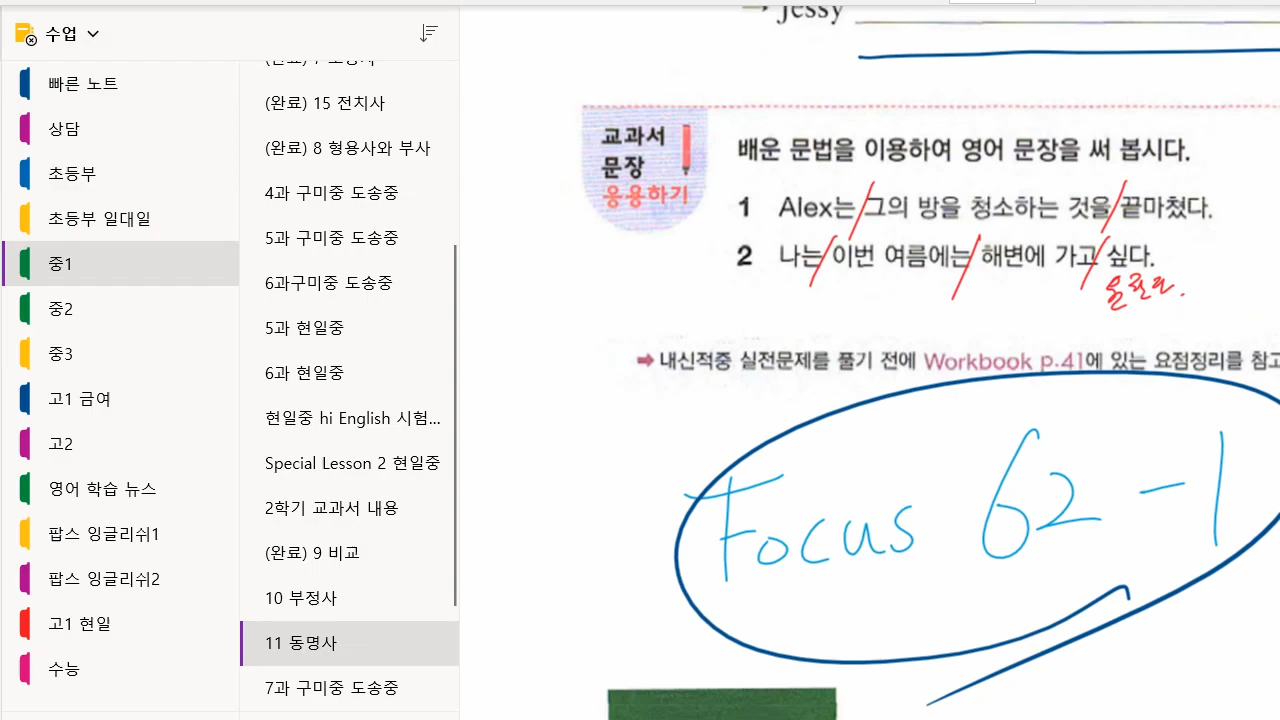 수업
빠른 노트
상담
초등부
초등부 일대일
중1
중2
중3
고1 금여
고2
영어 학습 뉴스
팝스 잉글리쉬1
팝스 잉글리쉬2
고1 현일
수능
(완료) 15 전치사
(완료) 8 형용사와 부사
4과 구미중 도송중
5과 구미중 도송중
6과구미중 도송중
5과 현일중
6과 현일중
현일중 hi English 시험...
Special Lesson 2 현일중
2학기 교과서 내용
(완료) 9 비교
10 부정사
11 동명사
7과 구미중 도송중
Jessy
교과서
문장
응용하기
배운 문법을 이용하여 영어 문장을 써 봅시다.
1 Alex는 그의 방을 청소하는 것을 끝마쳤다.
2 나는 이번 여름에는 해변에 가고 싶다.
➡ 내신적중 실전문제를 풀기 전에 Workbook p.41에 있는 요점정리를 참고
Focus 62-1